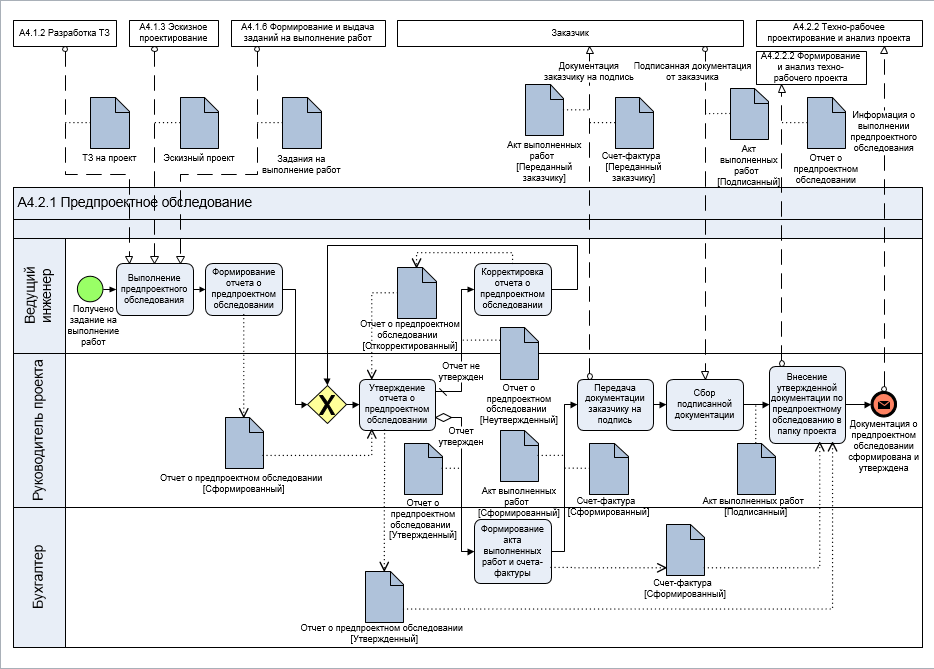 А4.1.2 Разработка ТЗ
А4.1.3 Эскизное
проектирование
А4.1.6 Формирование и выдача
заданий на выполнение работ
Заказчик
А4.2.2 Техно-рабочее
проектирование и анализ проекта
А4.2.2.2 Формирование
и анализ техно-
рабочего проекта
Документация
заказчику на подпись
Подписанная документация
от заказчика
Информация о
выполнении
предпроектного
обследования
ТЗ на проект
Эскизный проект
Задания на
выполнение работ
Акт выполненных
работ
[Переданный
заказчику]
Счет-фактура
[Переданный
заказчику]
Акт
выполненных
работ
[Подписанный]
Отчет о
предпроектном
обследовании
А4.2.1 Предпроектное обследование
Ведущий
инженер
Получено
задание на
выполнение
работ
Выполнение
предпроектного
обследования
Формирование
отчета о
предпроектном
обследовании
Отчет о предпроектном
обследовании
[Откорректированный]
Корректировка
отчета о
предпроектном
обследовании
Руководитель проекта
Отчет не
утвержден
Отчет о
предпроектном
обследовании
[Неутвержденный]
Утверждение
отчета о
предпроектном
обследовании
X
Отчет
утвержден
Передача
документации
заказчику на
подпись
Сбор
подписанной
документации
Внесение
утвержденной
документации по
предпроектному
обследованию в
папку проекта
Документация о
предпроектном
обследовании
сформирована и
утверждена
Отчет о предпроектном обследовании
[Сформированный]
Отчет о
предпроектном
обследовании
[Утвержденный]
Акт выполненных
работ
[Сформированный]
Счет-фактура
[Сформированный]
Акт выполненных работ
[Подписанный]
Бухгалтер
Формирование
акта
выполненных
работ и счета-
фактуры
Счет-фактура
[Сформированный]
Отчет о предпроектном обследовании
[Утвержденный]